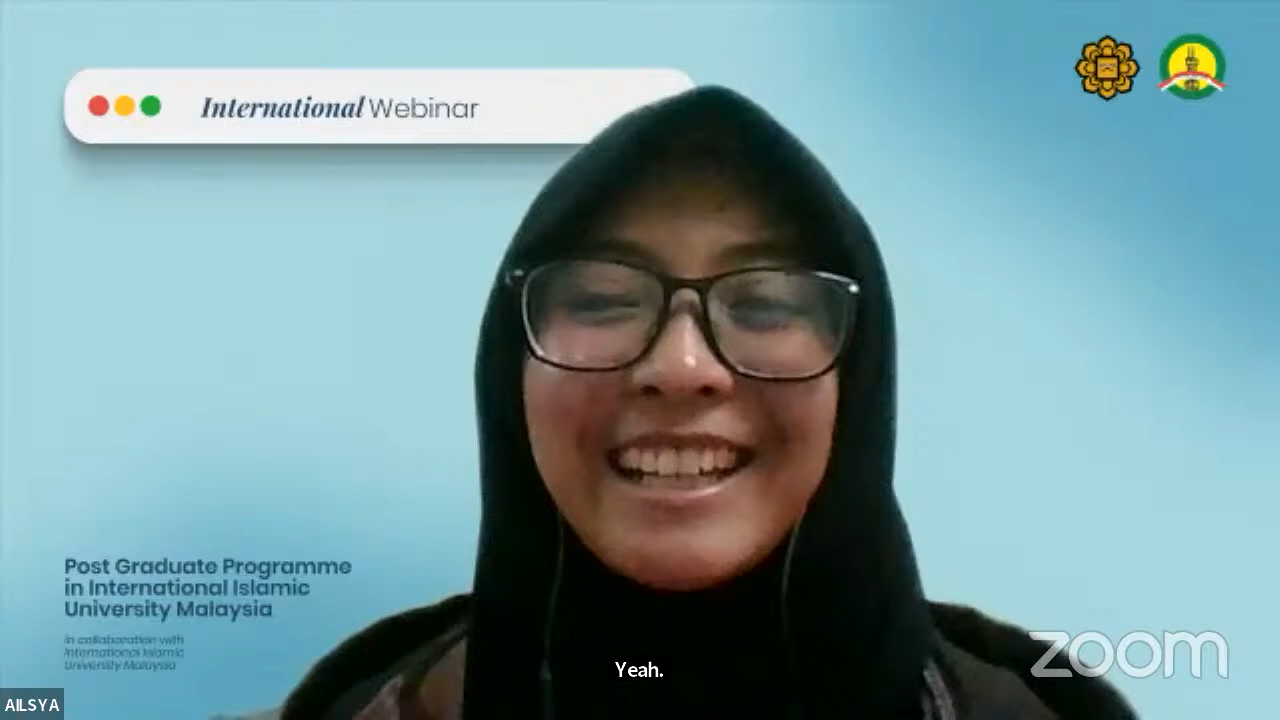 International Webinar
Post Graduate Programme
in International Islamic
University Malaysia
in collaboration with
International Islamic
University Malaysia
Yeah.
zoom
AILSYA